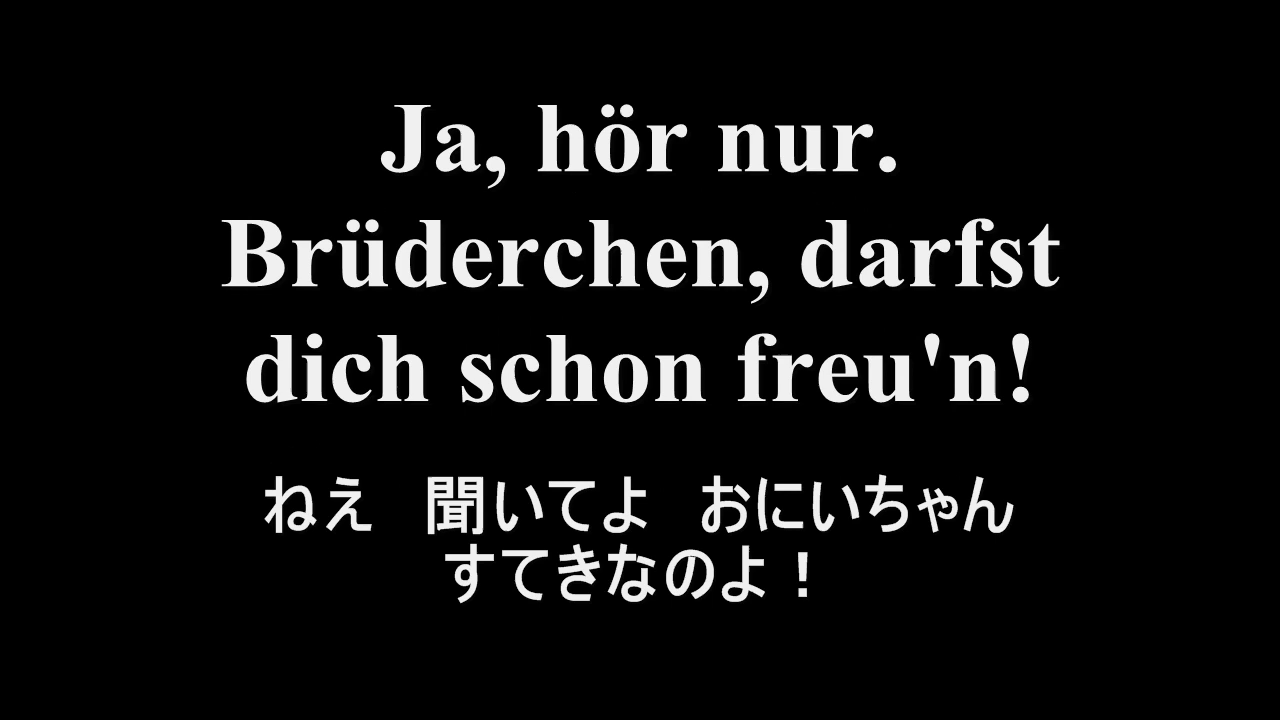 Ja, hör nur.
Brüderchen, darfst
dich schon freu'n!
ねえ　聞いてよ　おにいちゃん
すてきなのよ！